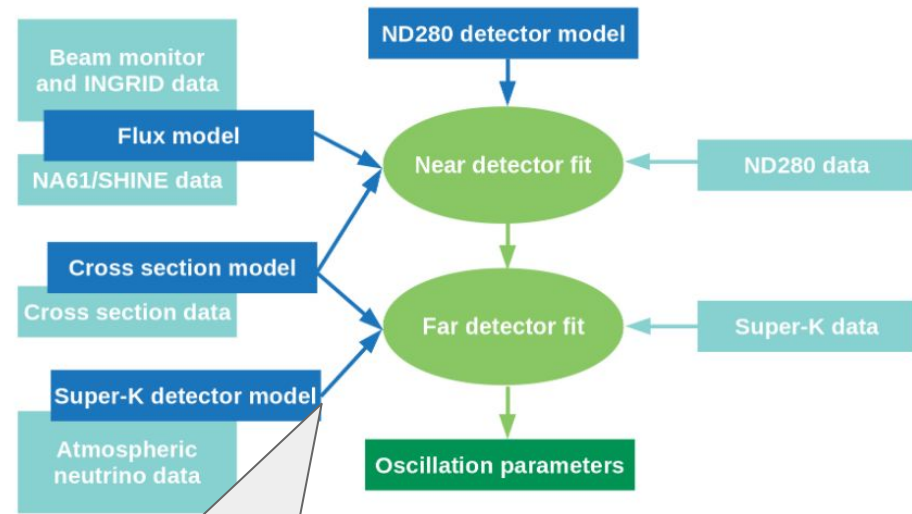 ND280 detector model
Beam monitor
and INGRID data
Flux model
NA61/SHINE data
Near detector fit
ND280 data
Cross section model
Cross section data
Far detector fit
Super-K data
Super-K detector model
Atmospheric
neutrino data
Oscillation parameters